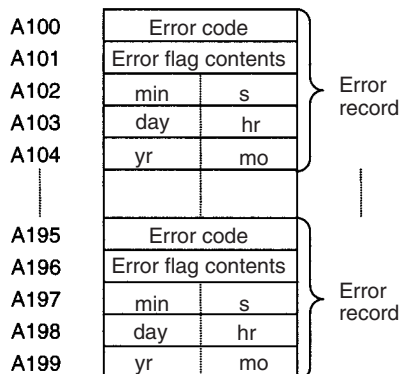 A100 Error code
A101 Error flag contents
A102 min s Error
A103 day hr record
A104 yr mo
A195 Error code
A196 Error flag contents
A197 min s Error
A198 day hr record
A199 yr mo